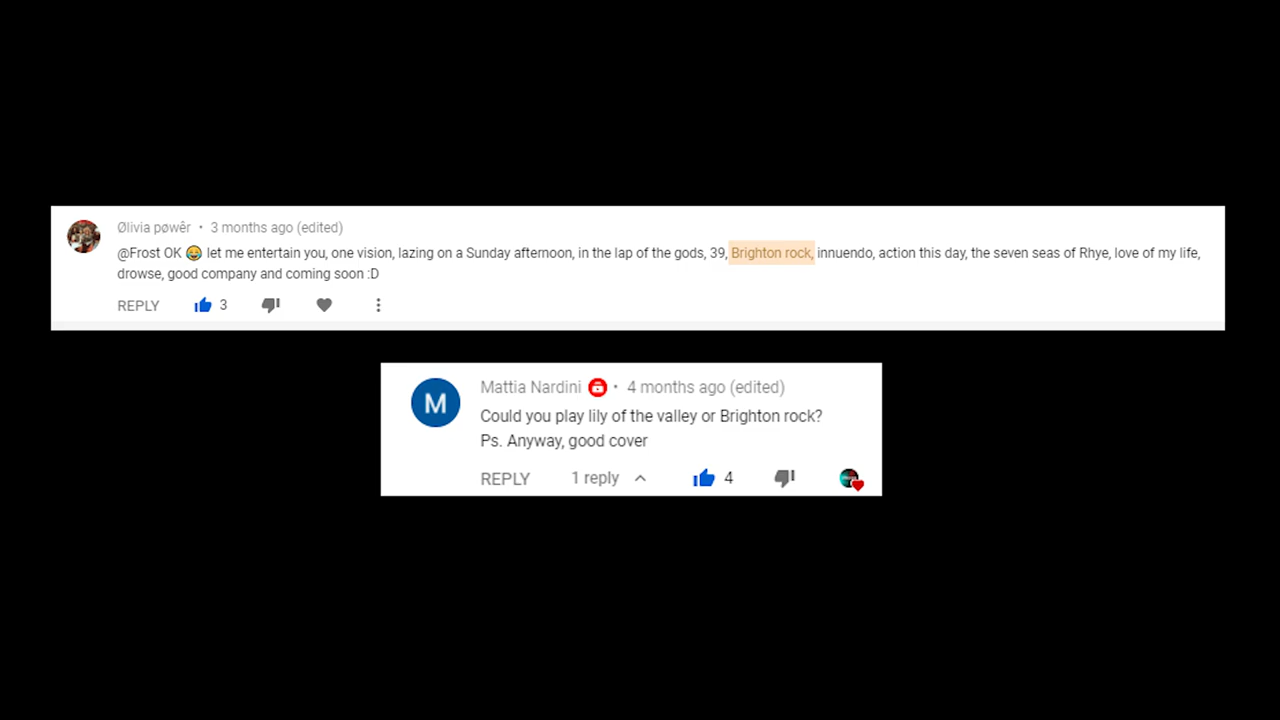 Ølivia pøwêr • 3 months ago (edited)
@Frost OK 😂 let me entertain you, one vision, lazing on a Sunday afternoon, in the lap of the gods, 39, Brighton rock, innuendo, action this day, the seven seas of Rhye, love of my life,
drowse, good company and coming soon :D
REPLY 3
Mattia Nardini • 4 months ago (edited)
Could you play lily of the valley or Brighton rock?
Ps. Anyway, good cover
REPLY 1 reply 4
M